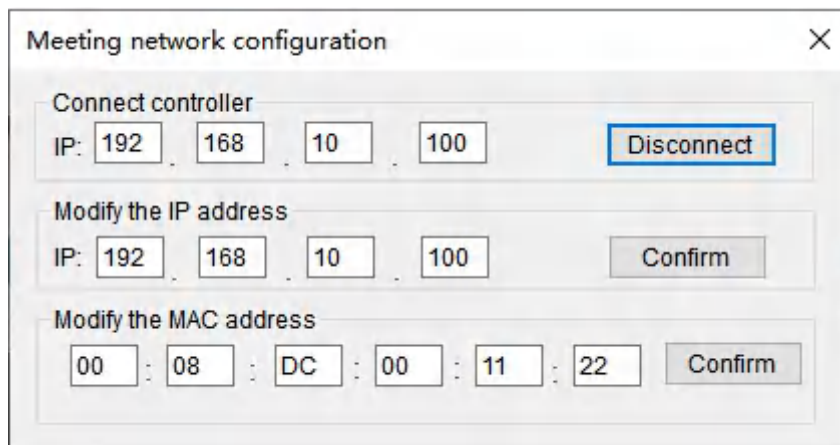 Meeting network configuration
Connect controller
IP: 192 . 168 . 10 . 100 Disconnect
Modify the IP address
IP: 192 . 168 . 10 . 100 Confirm
Modify the MAC address
00 : 08 : DC : 00 : 11 : 22 Confirm